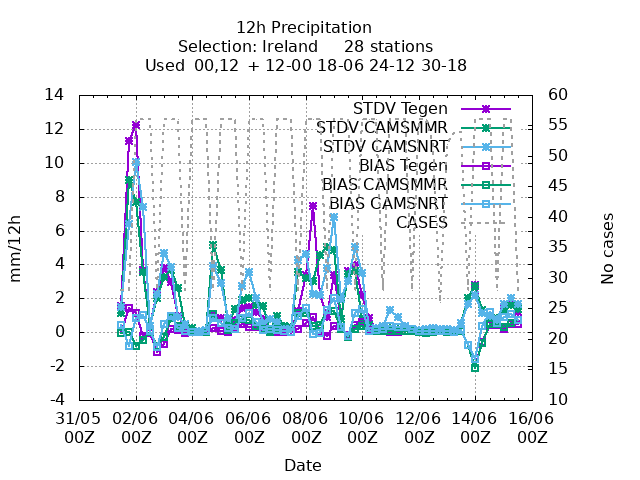 12h Precipitation
Selection: Ireland 28 stations
Used 00,12 + 12-00 18-06 24-12 30-18
14 60
12 55
10 50
8 45
6 40
4 35
2 30
0 25
-2 20
-4 15
10
STDV Tegen
STDV CAMSMMR
STDV CAMSNRT
BIAS Tegen
BIAS CAMSMMR
BIAS CAMSNRT
CASES
mm/12h
No cases
31/05 02/06 04/06 06/06 08/06 10/06 12/06 14/06 16/06
00Z 00Z 00Z 00Z 00Z 00Z 00Z 00Z 00Z
Date